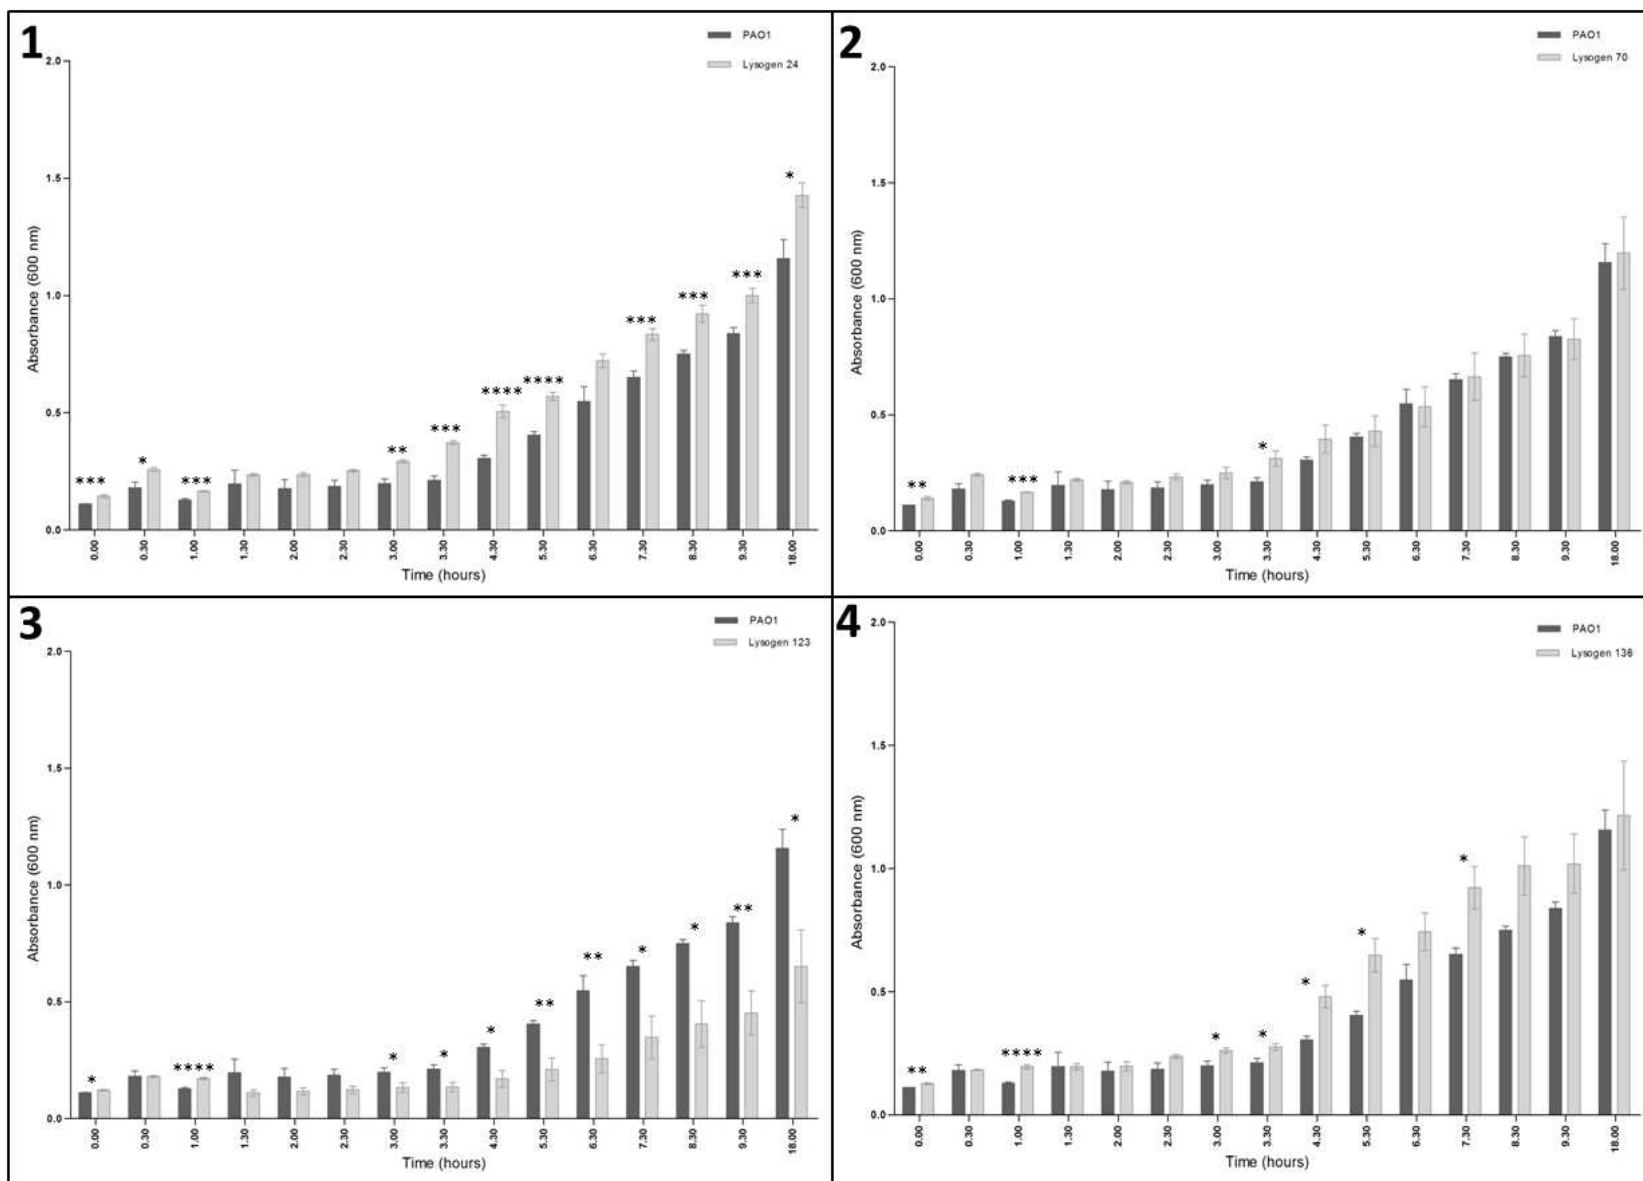 1
PAO1
Lysogen 24
2.0
1.5
1.0
0.5
0.0
Absorbance (600 nm)
*** * *** ** *** **** **** *** *** *** *
0.00 0.30 1.00 1.30 2.00 2.30 3.00 3.30 4.30 5.30 6.30 7.30 8.30 9.30 18.00
Time (hours)
2
PAO1
Lysogen 70
2.0
1.5
1.0
0.5
0.0
Absorbance (600 nm)
** *** *
0.00 0.30 1.00 1.30 2.00 2.30 3.00 3.30 4.30 5.30 6.30 7.30 8.30 9.30 18.00
Time (hours)
3
PAO1
Lysogen 123
2.0
1.5
1.0
0.5
0.0
Absorbance (600 nm)
* **** * * * ** ** * * ** *
0.00 0.30 1.00 1.30 2.00 2.30 3.00 3.30 4.30 5.30 6.30 7.30 8.30 9.30 18.00
Time (hours)
4
PAO1
Lysogen 136
2.0
1.5
1.0
0.5
0.0
Absorbance (600 nm)
** **** * * * * *
0.00 0.30 1.00 1.30 2.00 2.30 3.00 3.30 4.30 5.30 6.30 7.30 8.30 9.30 18.00
Time (hours)